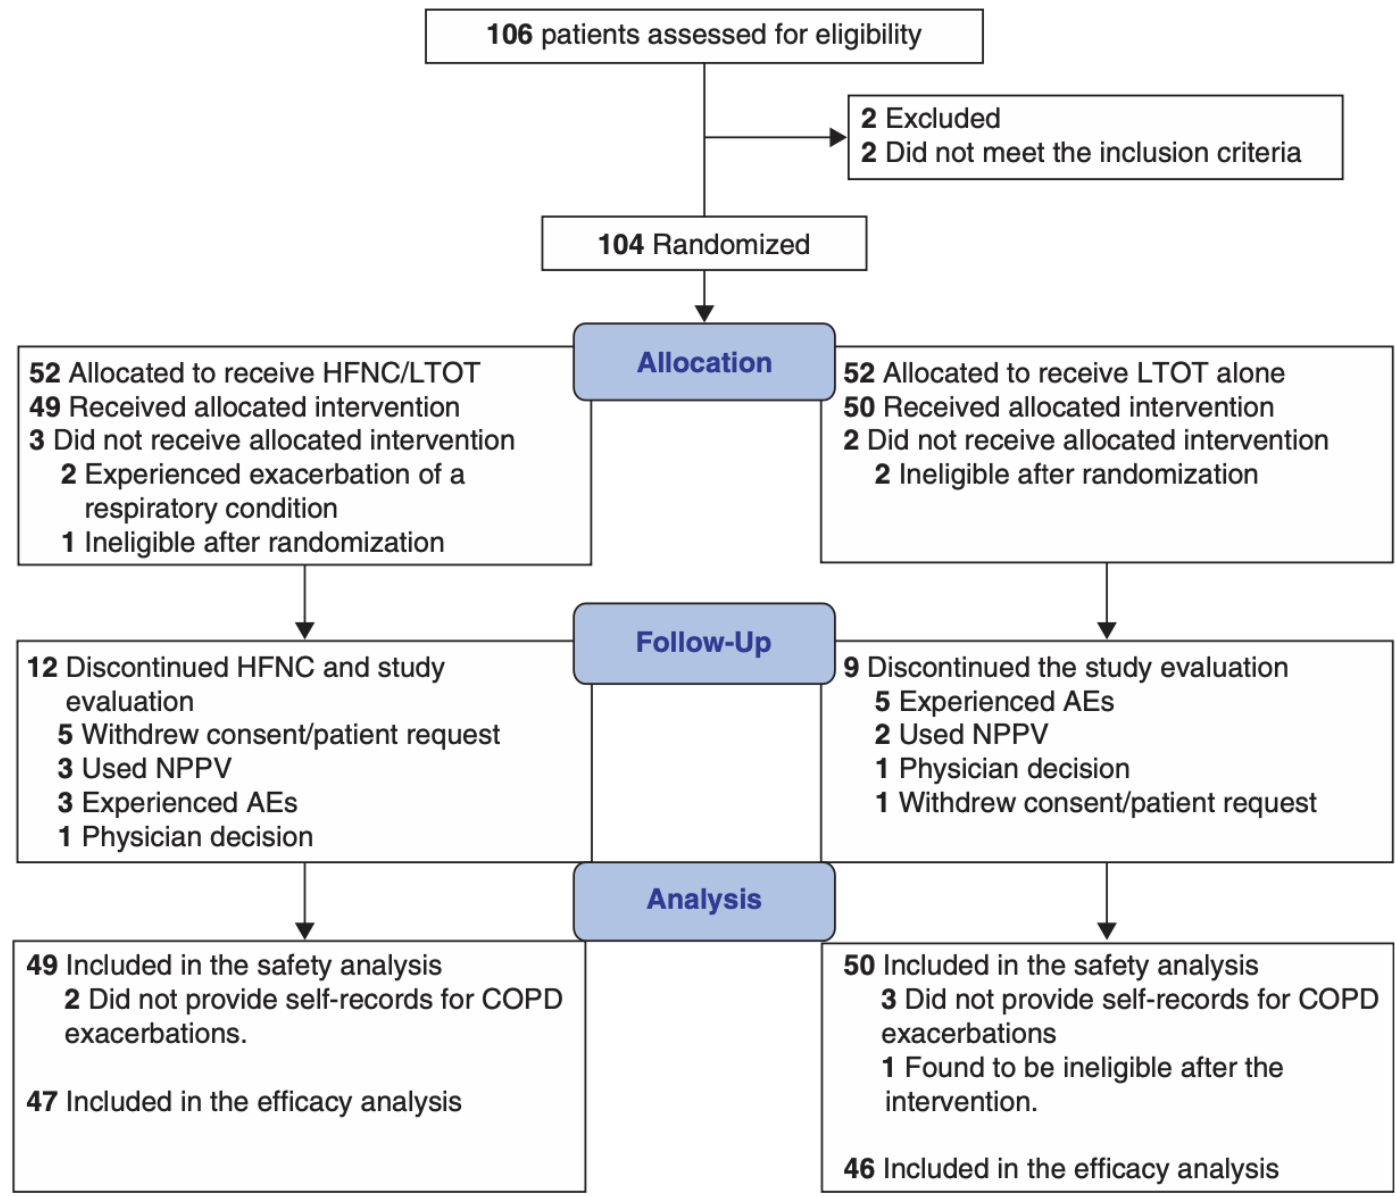 106 patients assessed for eligibility
2 Excluded
2 Did not meet the inclusion criteria
104 Randomized
Allocation
52 Allocated to receive HFNC/LTOT
49 Received allocated intervention
3 Did not receive allocated intervention
2 Experienced exacerbation of a
respiratory condition
1 Ineligible after randomization
52 Allocated to receive LTOT alone
50 Received allocated intervention
2 Did not receive allocated intervention
2 Ineligible after randomization
Follow-Up
12 Discontinued HFNC and study
evaluation
5 Withdrew consent/patient request
3 Used NPPV
3 Experienced AEs
1 Physician decision
9 Discontinued the study evaluation
5 Experienced AEs
2 Used NPPV
1 Physician decision
1 Withdrew consent/patient request
Analysis
49 Included in the safety analysis
2 Did not provide self-records for COPD
exacerbations.
47 Included in the efficacy analysis
50 Included in the safety analysis
3 Did not provide self-records for COPD
exacerbations
1 Found to be ineligible after the
intervention.
46 Included in the efficacy analysis